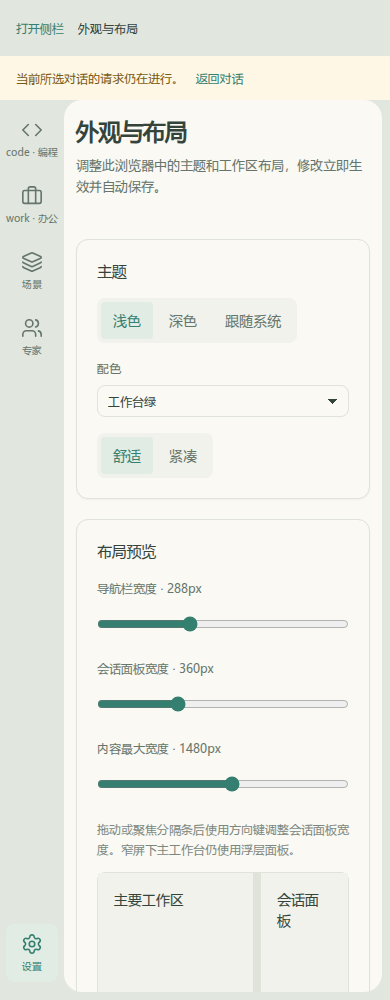 打开侧栏 外观与布局
当前所选对话的请求仍在进行。 返回对话
code · 编程
work · 办公
场景
专家
设置
外观与布局
调整此浏览器中的主题和工作区布局，修改立即生
效并自动保存。
主题
浅色 深色 跟随系统
配色
工作台绿
舒适 紧凑
布局预览
导航栏宽度 · 288px
会话面板宽度 · 360px
内容最大宽度 · 1480px
拖动或聚焦分隔条后使用方向键调整会话面板宽
度。窄屏下主工作台仍使用浮层面板。
主要工作区
会话面
板